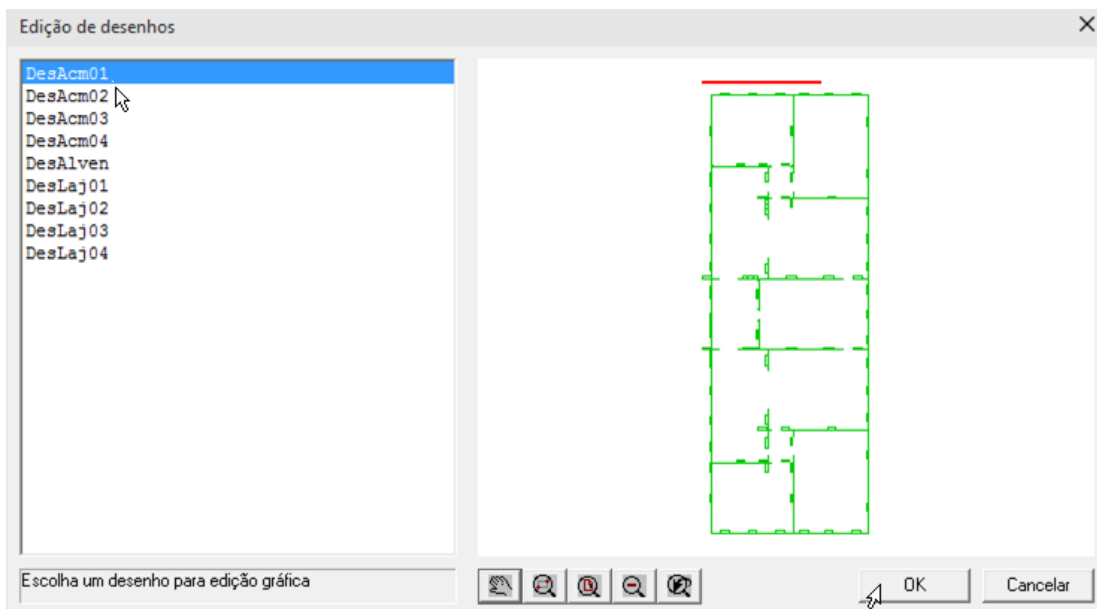 Edição de desenhos
DesAcm01
DesAcm02
DesAcm03
DesAcm04
DesAlven
DesLaj01
DesLaj02
DesLaj03
DesLaj04
Escolha um desenho para edição gráfica
OK
Cancelar